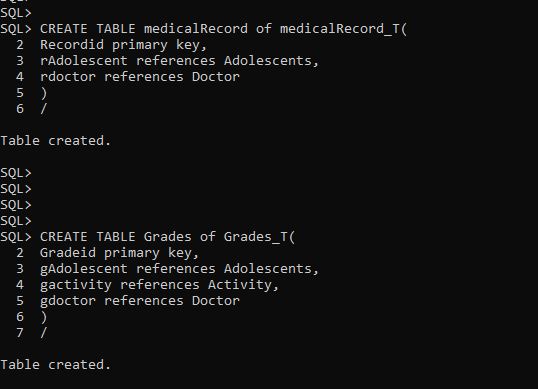 SQL>
SQL> CREATE TABLE medicalRecord of medicalRecord_T(
2 Recordid primary key,
3 rAdolescent references Adolescents,
4 rdoctor references Doctor
5 )
6 /
Table created.
SQL>
SQL>
SQL>
SQL>
SQL> CREATE TABLE Grades of Grades_T(
2 Gradeid primary key,
3 gAdolescent references Adolescents,
4 gactivity references Activity,
5 gdoctor references Doctor
6 )
7 /
Table created.